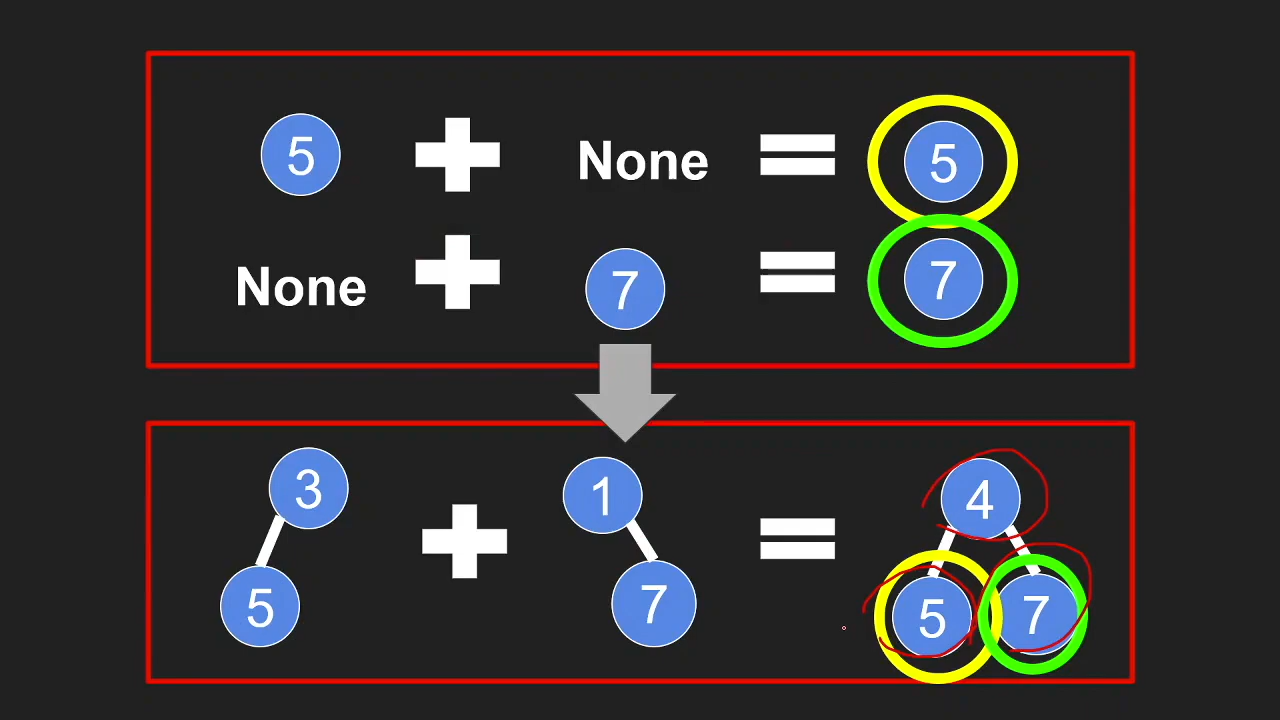 5 + None = 5
None + 7 = 7
3 + 1 = 4
5 7 5 7